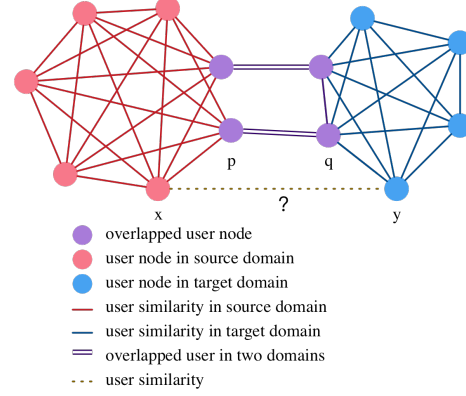 p
q
x
?
y
overlapped user node
user node in source domain
user node in target domain
user similarity in source domain
user similarity in target domain
overlapped user in two domains
user similarity